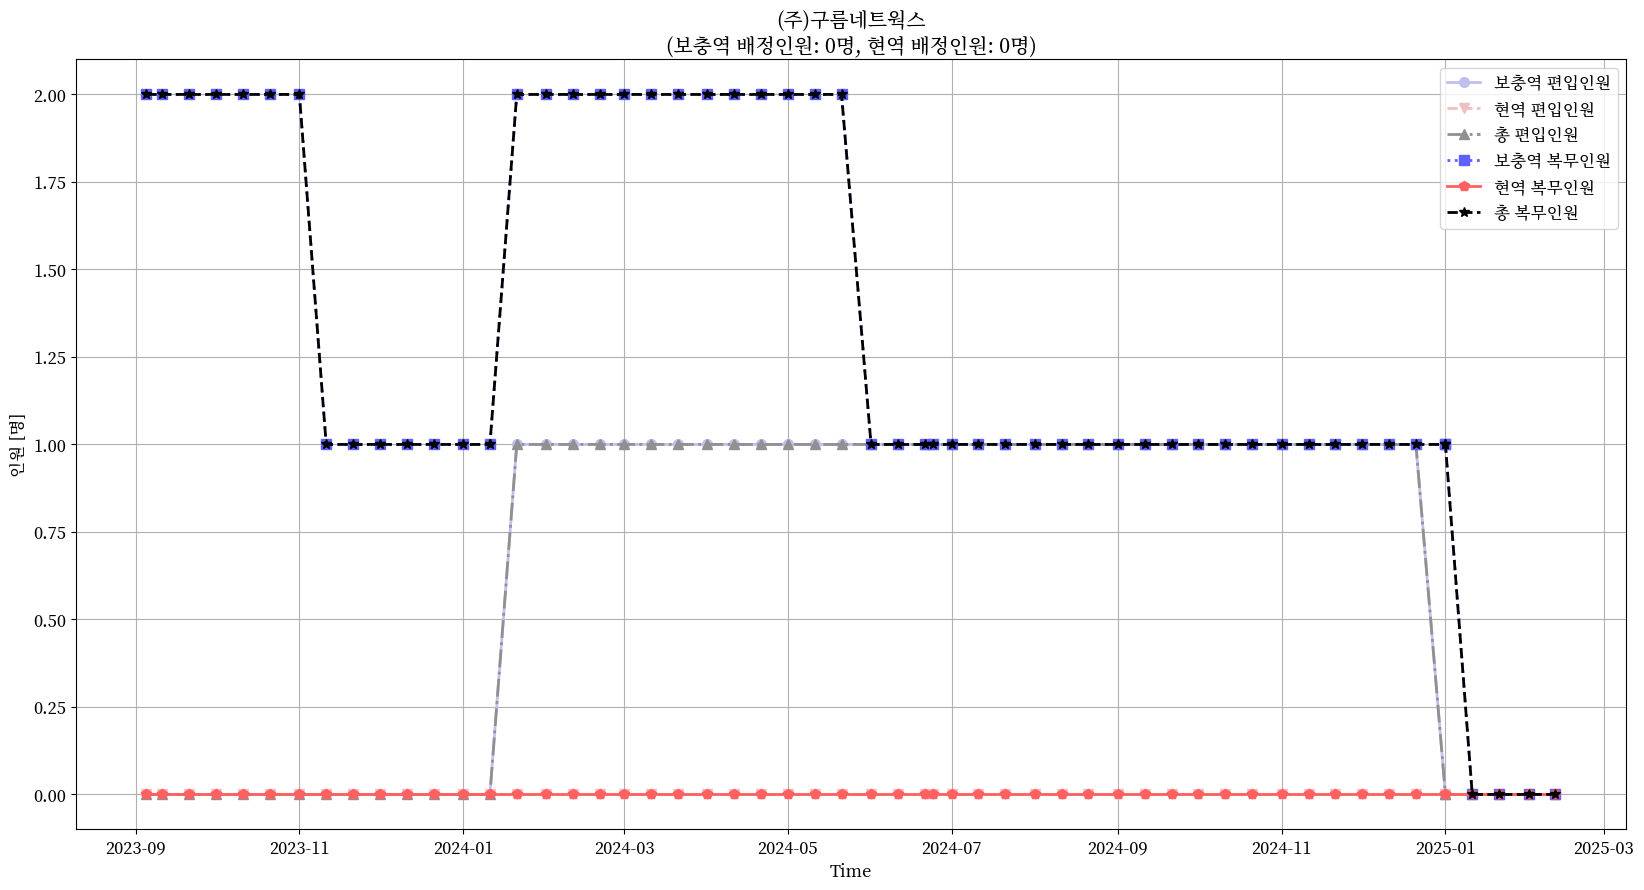 (주)구름네트웍스
(보충역 배정인원: 0명, 현역 배정인원: 0명)
보충역 편입인원
현역 편입인원
총 편입인원
보충역 복무인원
현역 복무인원
총 복무인원
인원 [명]
2.00
1.75
1.50
1.25
1.00
0.75
0.50
0.25
0.00
2023-09
2023-11
2024-01
2024-03
2024-05
2024-07
2024-09
2024-11
2025-01
2025-03
Time